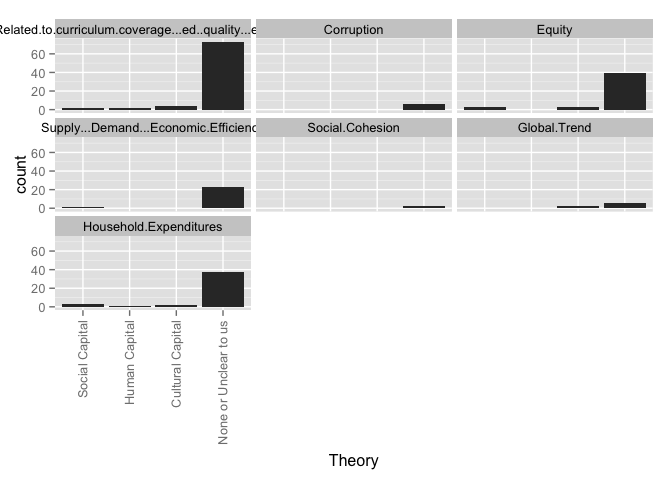 Related.to.curriculum.coverage...ed..quality...e
Corruption
Equity
60
40
20
0
Supply...Demand...Economic.Efficienc
Social.Cohesion
Global.Trend
60
40
20
0
count
Household.Expenditures
60
40
20
0
Social Capital
Human Capital
Cultural Capital
None or Unclear to us
Theory